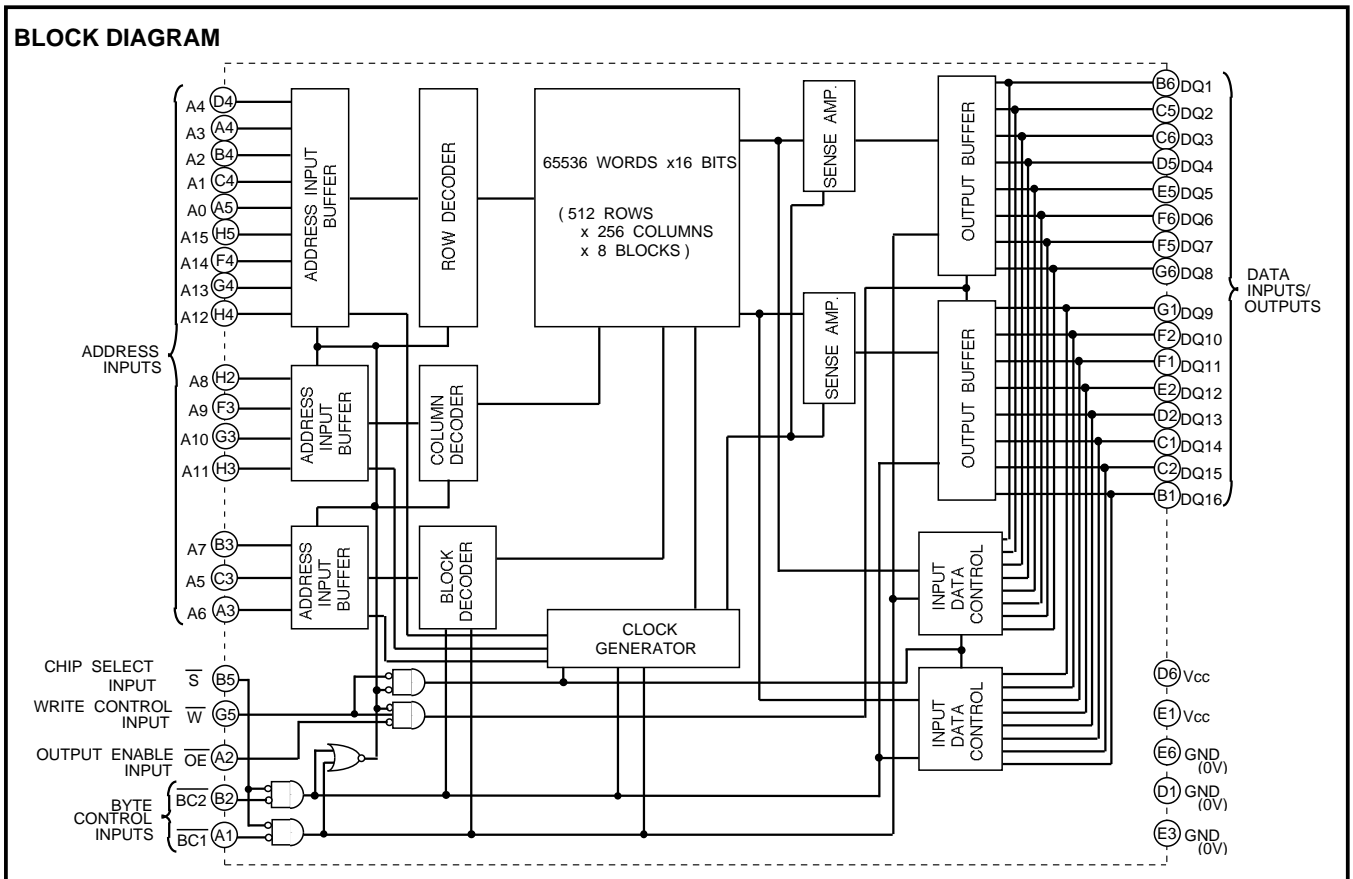 BLOCK DIAGRAM
A4 D4
A3 A4
A2 B4
A1 C4
A0 A5
A15 H5
A14 F4
A13 G4
A12 H4
ADDRESS
INPUTS
A8 H2
A9 F3
A10 G3
A11 H3
A7 B3
A5 C3
A6 A3
CHIP SELECT
INPUT
S B5
WRITE CONTROL
INPUT
W G5
OUTPUT ENABLE
INPUT
OE A2
BYTE
CONTROL
INPUTS
BC2 B2
BC1 A1
ADDRESS INPUT
BUFFER
ROW DECODER
65536 WORDS x16 BITS
( 512 ROWS
x 256 COLUMNS
x 8 BLOCKS )
SENSE AMP.
OUTPUT BUFFER
ADDRESS
INPUT
BUFFER
COLUMN
DECODER
SENSE AMP.
OUTPUT BUFFER
ADDRESS
INPUT
BUFFER
BLOCK
DECODER
CLOCK
GENERATOR
INPUT
DATA
CONTROL
INPUT
DATA
CONTROL
B6 DQ1
C5 DQ2
C6 DQ3
D5 DQ4
E5 DQ5
F6 DQ6
F5 DQ7
G6 DQ8
G1 DQ9
F2 DQ10
F1 DQ11
E2 DQ12
D2 DQ13
C1 DQ14
C2 DQ15
B1 DQ16
DATA
INPUTS/
OUTPUTS
D6 Vcc
E1 Vcc
E6 GND
(0V)
D1 GND
(0V)
E3 GND
(0V)